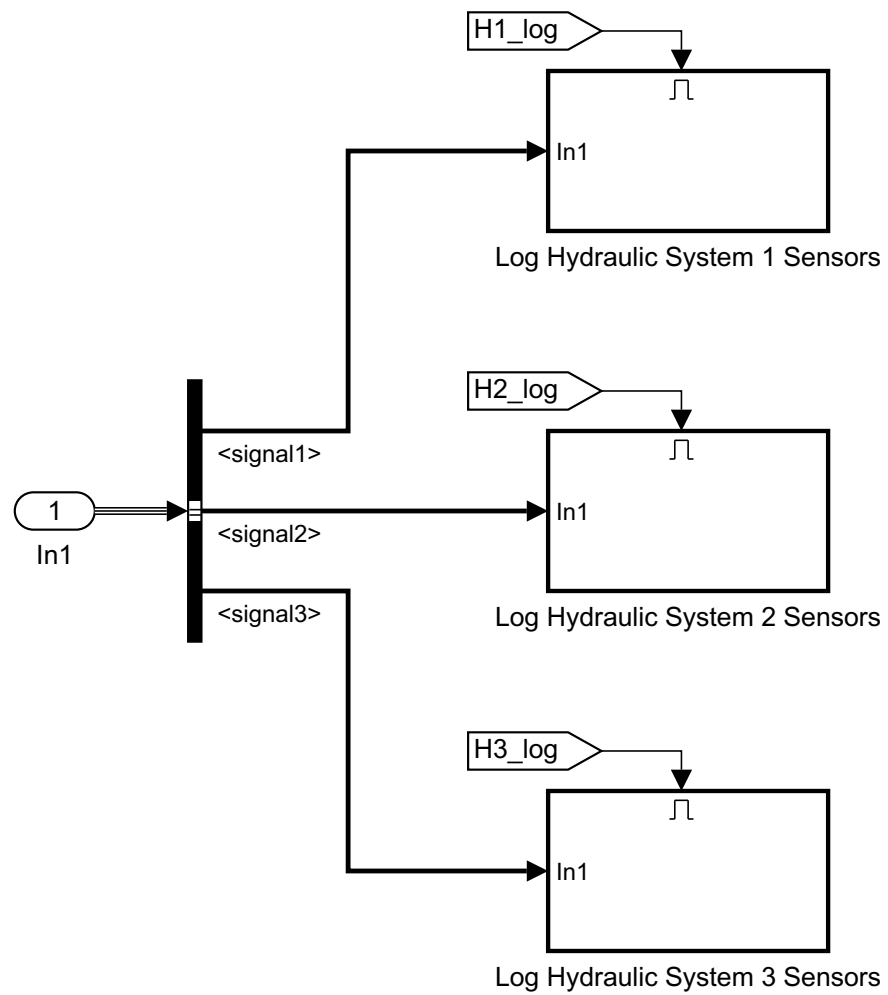 H1_log
In1
Log Hydraulic System 1 Sensors
H2_log
<signal1>
1
In1
<signal2>
In1
Log Hydraulic System 2 Sensors
<signal3>
H3_log
In1
Log Hydraulic System 3 Sensors